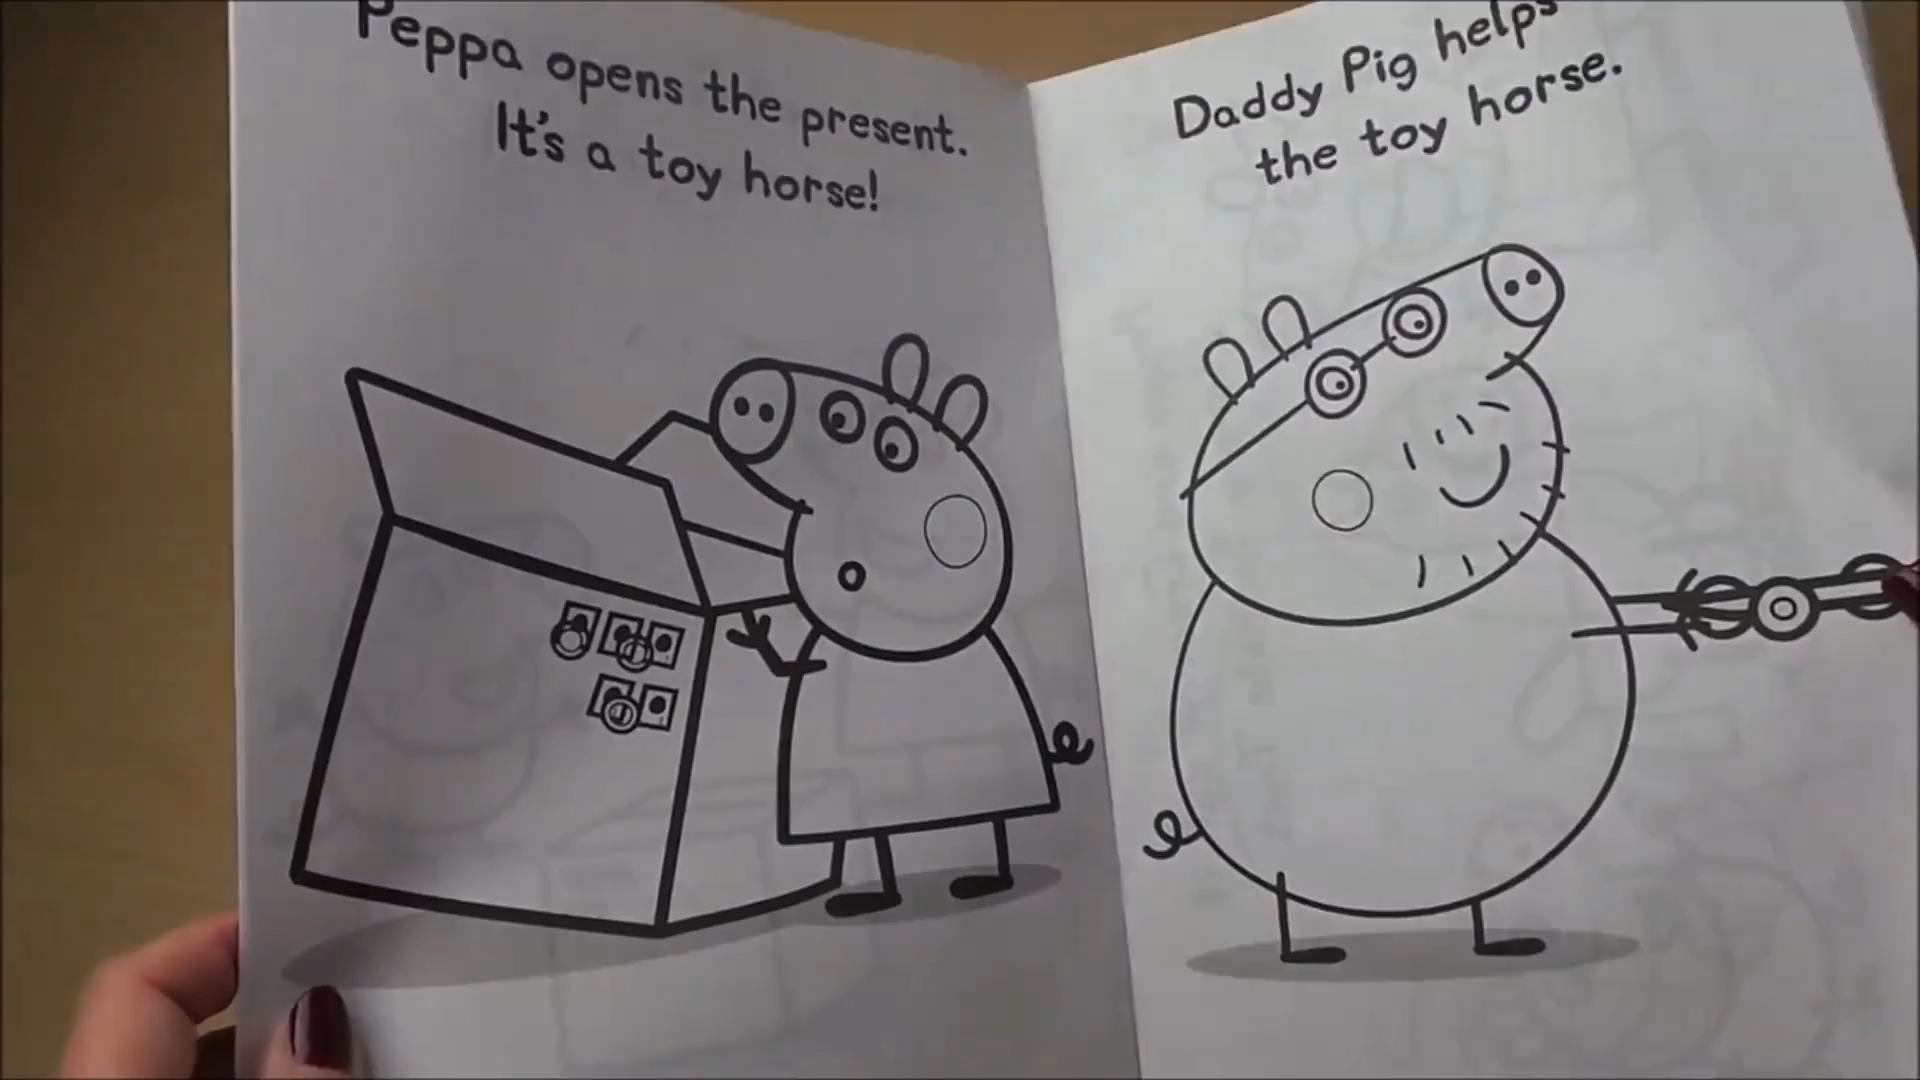 Peppa opens the present.
It's a toy horse!
Daddy Pig helps
the toy horse.